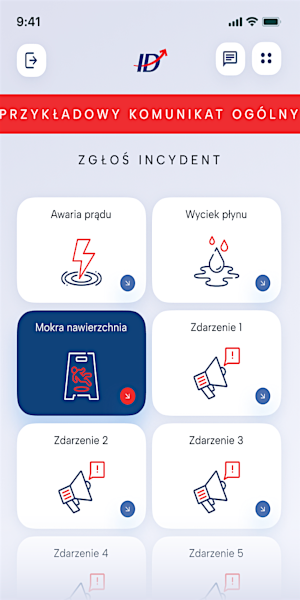 9:41
ID
PRZYKŁADOWY KOMUNIKAT OGÓLNY
ZGŁOŚ INCYDENT
Awaria prądu
Wyciek płynu
Mokra nawierzchnia
Zdarzenie 1
Zdarzenie 2
Zdarzenie 3
Zdarzenie 4
Zdarzenie 5